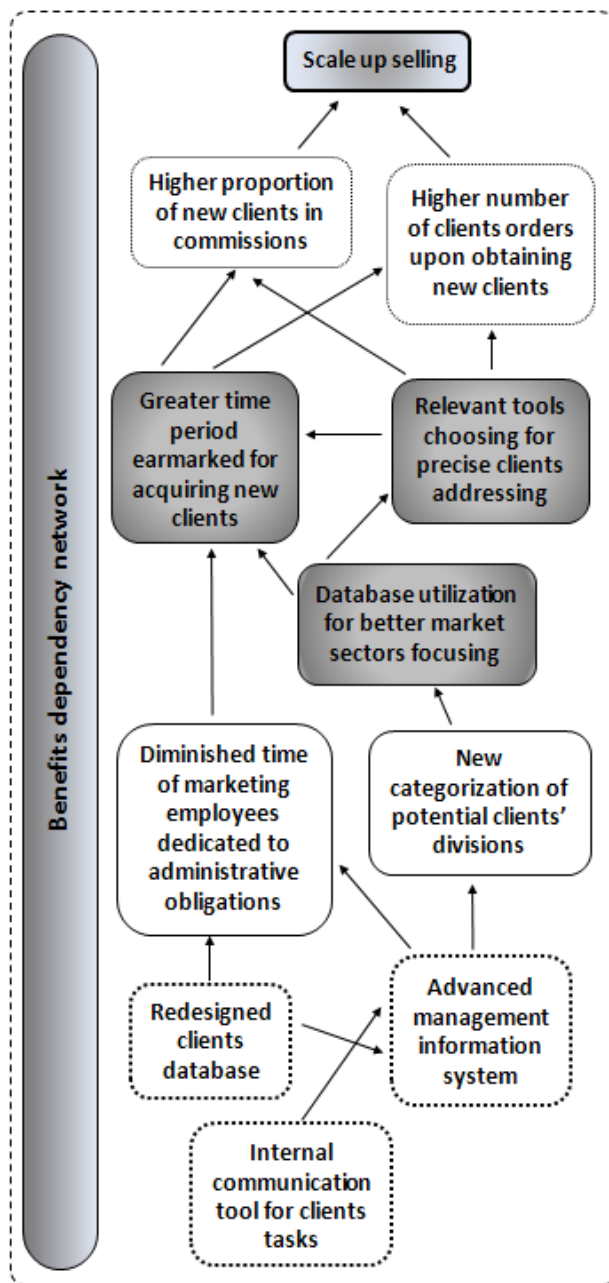 Benefits dependency network
Scale up selling
Higher proportion
of new clients in
commissions
Higher number
of clients orders
upon obtaining
new clients
Greater time
period
earmarked for
acquiring new
clients
Relevant tools
choosing for
precise clients
addressing
Database utilization
for better market
sectors focusing
Diminished time
of marketing
employees
dedicated to
administrative
obligations
New
categorization of
potential clients’
divisions
Redesigned
clients
database
Advanced
management
information
system
Internal
communication
tool for clients
tasks